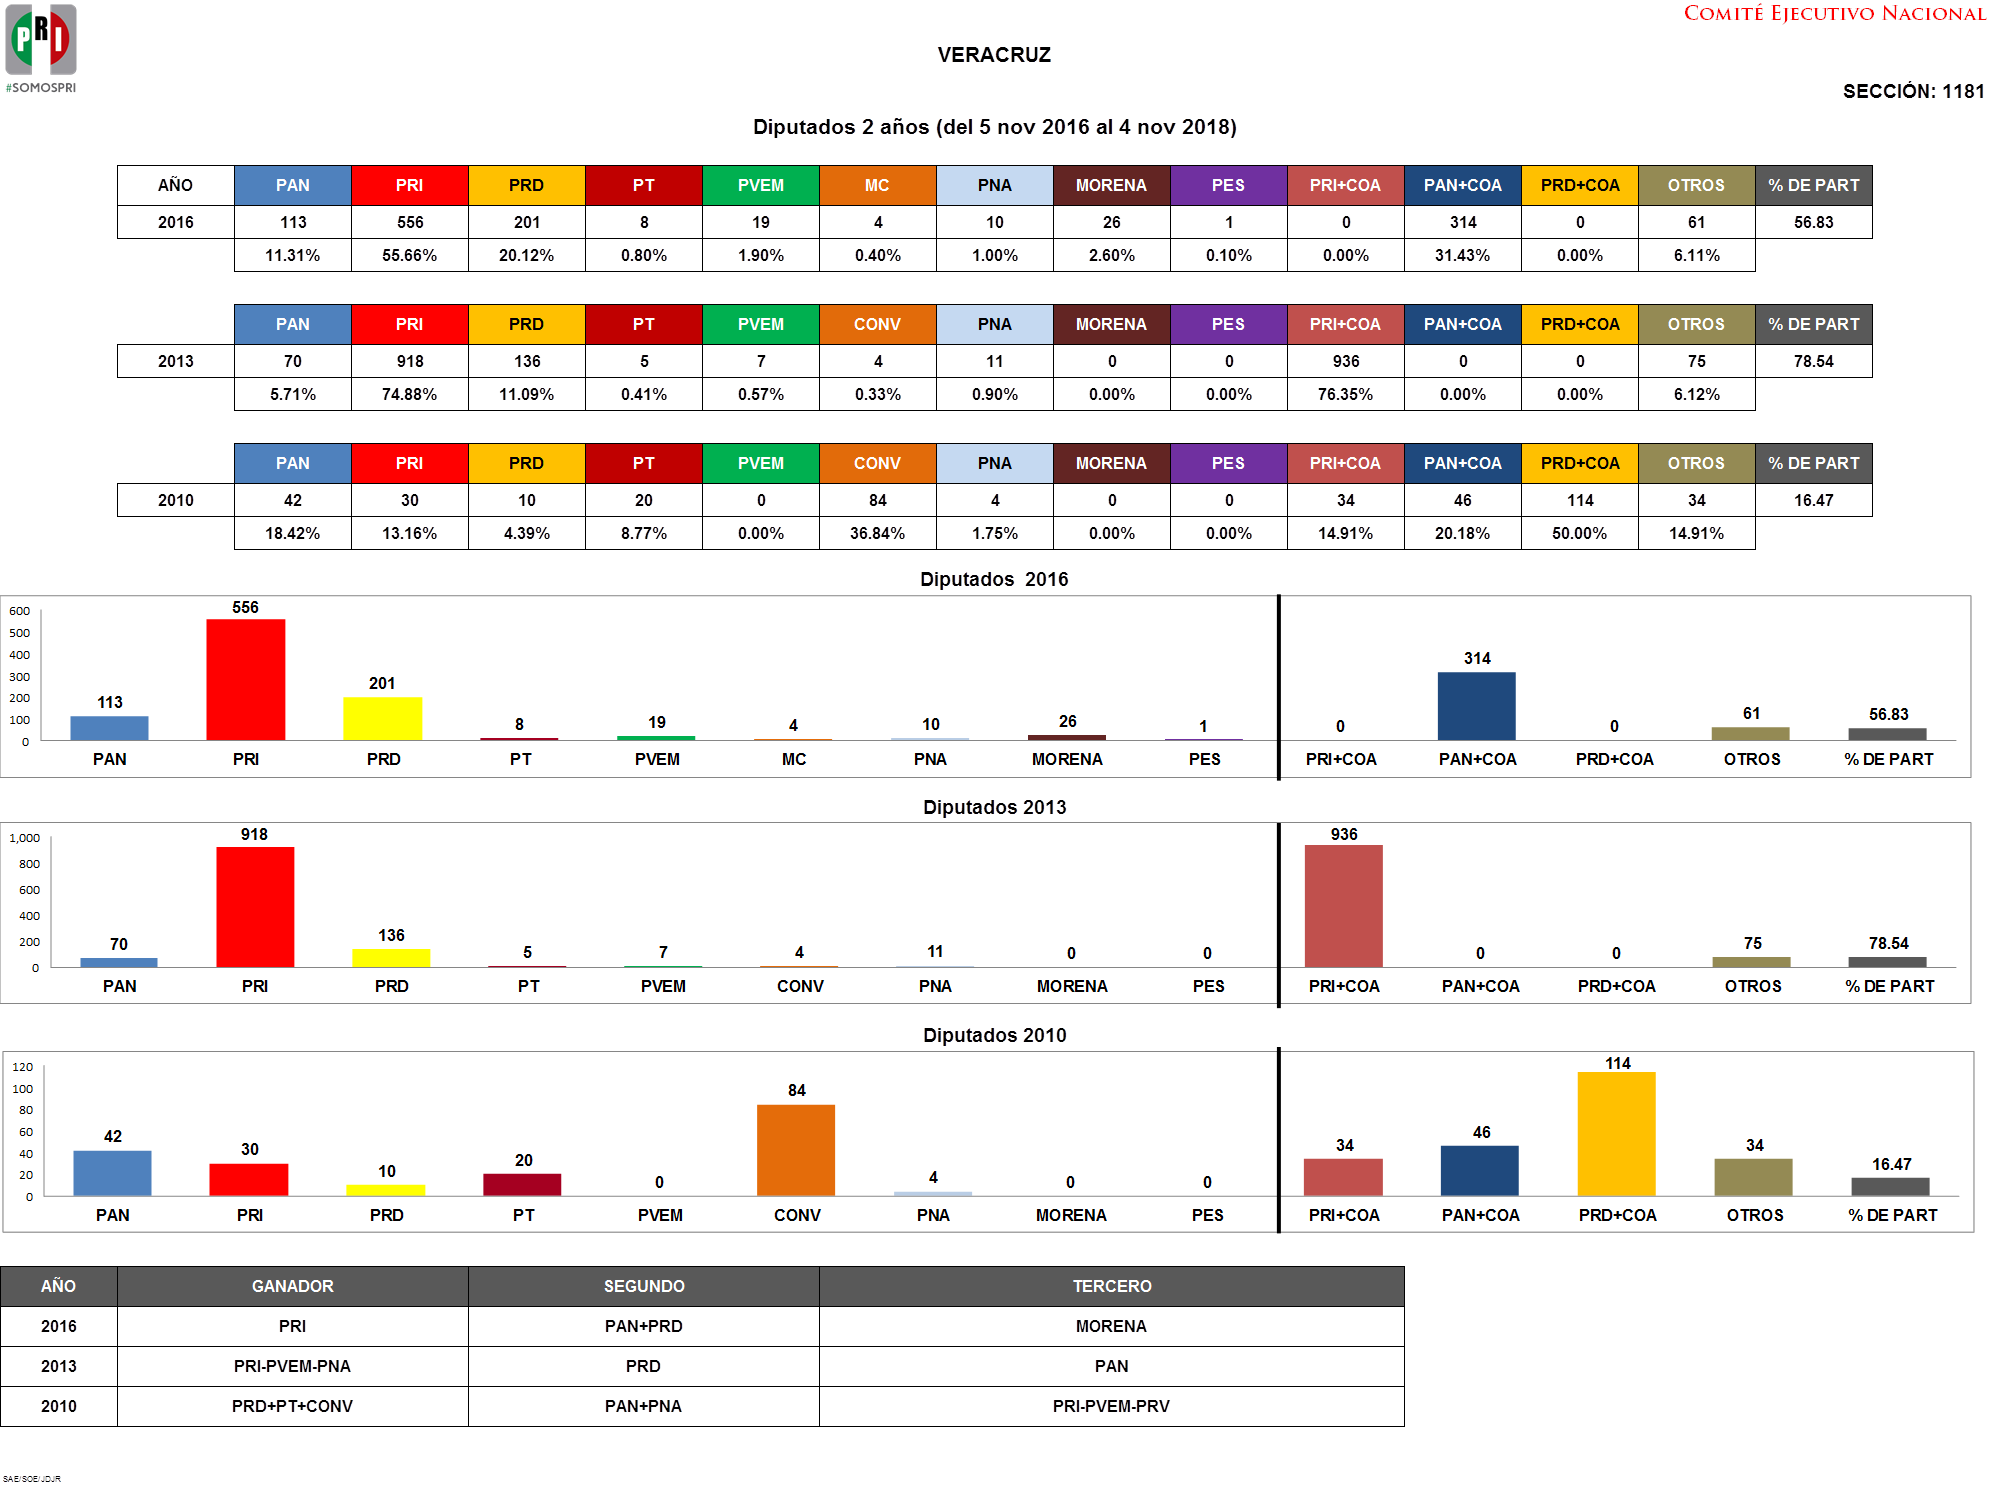 PRI
#SOMOSPRI
COMITÉ EJECUTIVO NACIONAL
VERACRUZ
SECCIÓN: 1181
Diputados 2 años (del 5 nov 2016 al 4 nov 2018)
AÑO PAN PRI PRD PT PVEM MC PNA MORENA PES PRI+COA PAN+COA PRD+COA OTROS % DE PART
2016 113 556 201 8 19 4 10 26 1 0 314 0 61 56.83
11.31% 55.66% 20.12% 0.80% 1.90% 0.40% 1.00% 2.60% 0.10% 0.00% 31.43% 0.00% 6.11%
PAN PRI PRD PT PVEM CONV PNA MORENA PES PRI+COA PAN+COA PRD+COA OTROS % DE PART
2013 70 918 136 5 7 4 11 0 0 936 0 0 75 78.54
5.71% 74.88% 11.09% 0.41% 0.57% 0.33% 0.90% 0.00% 0.00% 76.35% 0.00% 0.00% 6.12%
PAN PRI PRD PT PVEM CONV PNA MORENA PES PRI+COA PAN+COA PRD+COA OTROS % DE PART
2010 42 30 10 20 0 84 4 0 0 34 46 114 34 16.47
18.42% 13.16% 4.39% 8.77% 0.00% 36.84% 1.75% 0.00% 0.00% 14.91% 20.18% 50.00% 14.91%
Diputados 2016
600
500
400
300
200
100
0
113 556 201 8 19 4 10 26 1 0 314 0 61 56.83
PAN PRI PRD PT PVEM MC PNA MORENA PES PRI+COA PAN+COA PRD+COA OTROS % DE PART
Diputados 2013
1,000
800
600
400
200
0
70 918 136 5 7 4 11 0 0 936 0 0 75 78.54
PAN PRI PRD PT PVEM CONV PNA MORENA PES PRI+COA PAN+COA PRD+COA OTROS % DE PART
Diputados 2010
120
100
80
60
40
20
0
42 30 10 20 0 84 4 0 0 34 46 114 34 16.47
PAN PRI PRD PT PVEM CONV PNA MORENA PES PRI+COA PAN+COA PRD+COA OTROS % DE PART
AÑO GANADOR SEGUNDO TERCERO
2016 PRI PAN+PRD MORENA
2013 PRI-PVEM-PNA PRD PAN
2010 PRD+PT+CONV PAN+PNA PRI-PVEM-PRV
SAE/SOE/JDJR